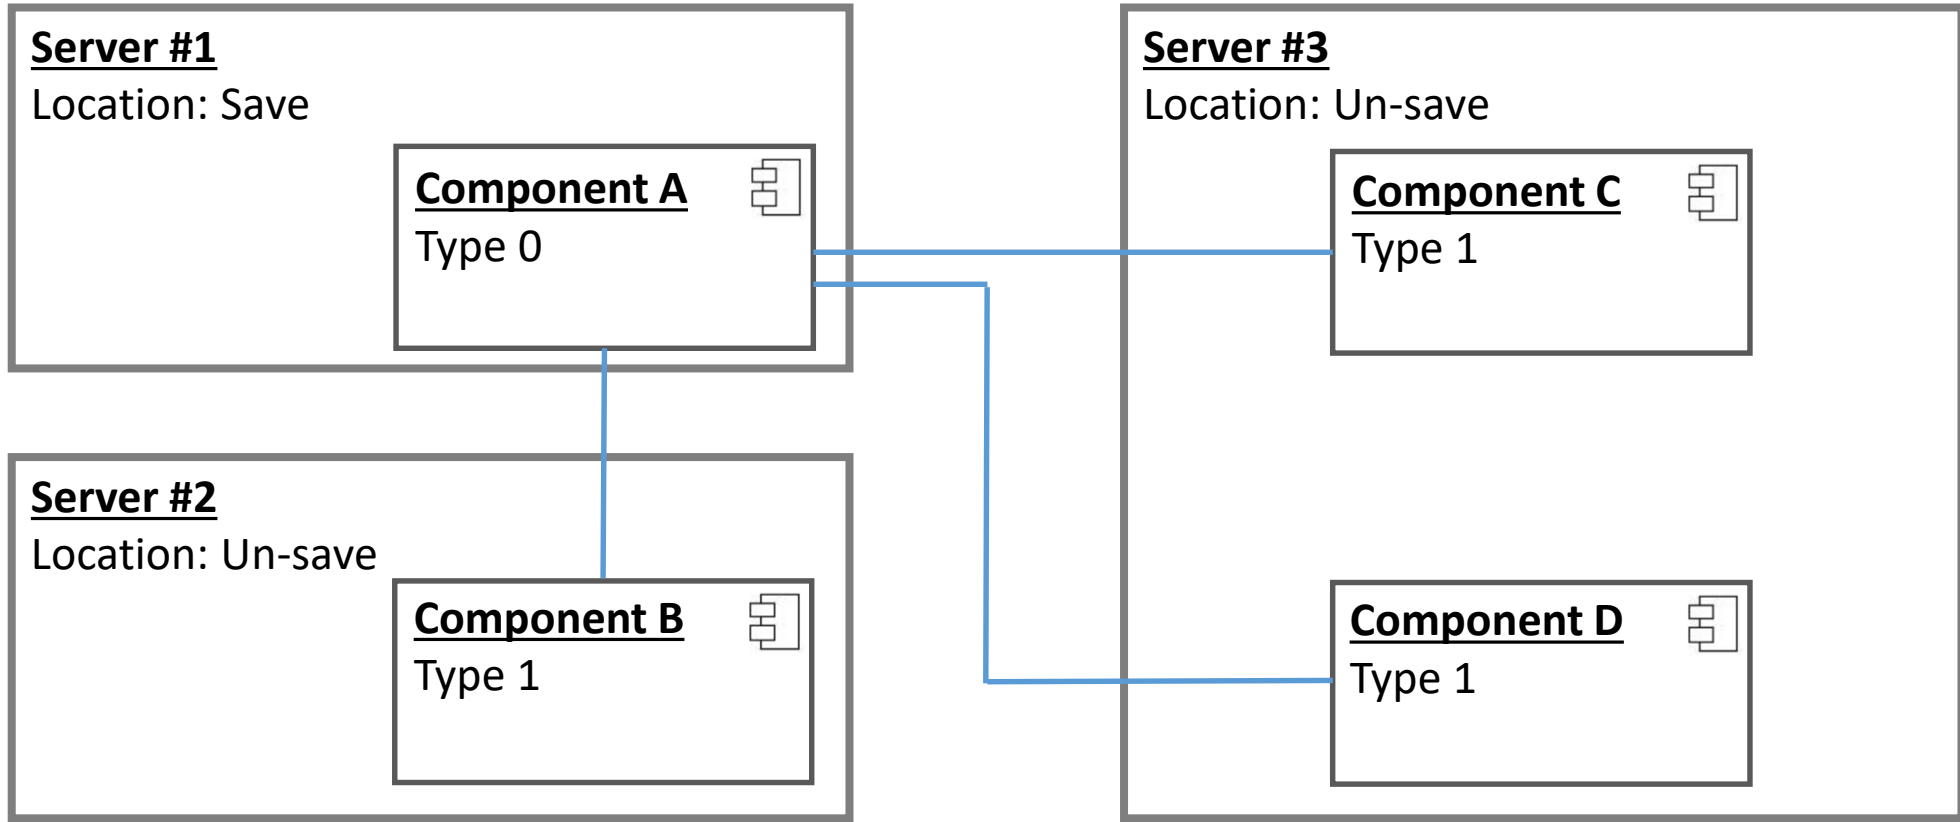 Server #1
Location: Save
Component A
Type 0
Server #2
Location: Un-save
Component B
Type 1
Server #3
Location: Un-save
Component C
Type 1
Component D
Type 1